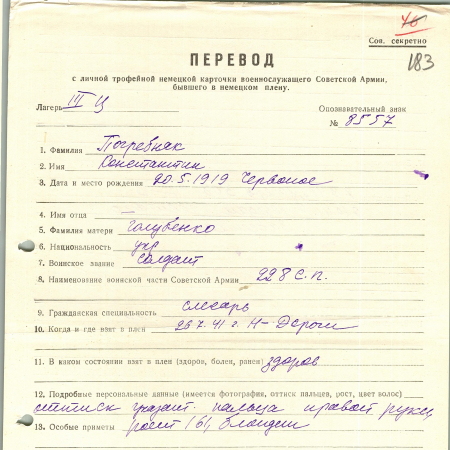 76
Сов. секретно
183
ПЕРЕВОД
с личной трофейной немецкой карточки военнослужащего Советской Армии,
бывшего в немецком плену.
Лагерь III Ц
Опознавательный знак
№ 8557
1. Фамилия Погребняк
2. Имя Константин
3. Дата и место рождения 20.5.1919 Червоное
4. Имя отца —
5. Фамилия матери Голубенко
6. Национальность укр
7. Воинское звание солдат
8. Наименование воинской части Советской Армии 228 с.п.
9. Гражданская специальность слесарь
10. Когда и где взят в плен 26.7.41 г. Н-Дероги
11. В каком состоянии взят в плен (здоров, болен, ранен) здоров
12. Подробные персональные данные (имеется фотография, оттиск пальцев, рост, цвет волос)
оттиск указат. пальца правой руки
13. Особые приметы рост 161, блондин